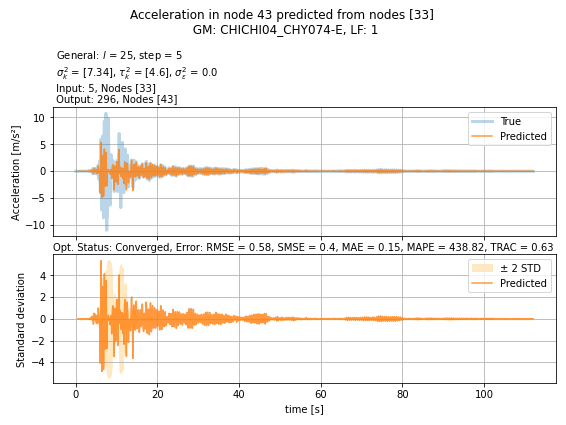 Acceleration in node 43 predicted from nodes [33]
GM: CHICHI04_CHY074-E, LF: 1
General: l = 25, step = 5
σ²ₖ = [7.34], τ²ₖ = [4.6], σ²ε = 0.0
Input: 5, Nodes [33]
Output: 296, Nodes [43]
Acceleration [m/s²]
10
5
0
−5
−10
True
Predicted
Opt. Status: Converged, Error: RMSE = 0.58, SMSE = 0.4, MAE = 0.15, MAPE = 438.82, TRAC = 0.63
Standard deviation
4
2
0
−2
−4
± 2 STD
Predicted
0 20 40 60 80 100
time [s]